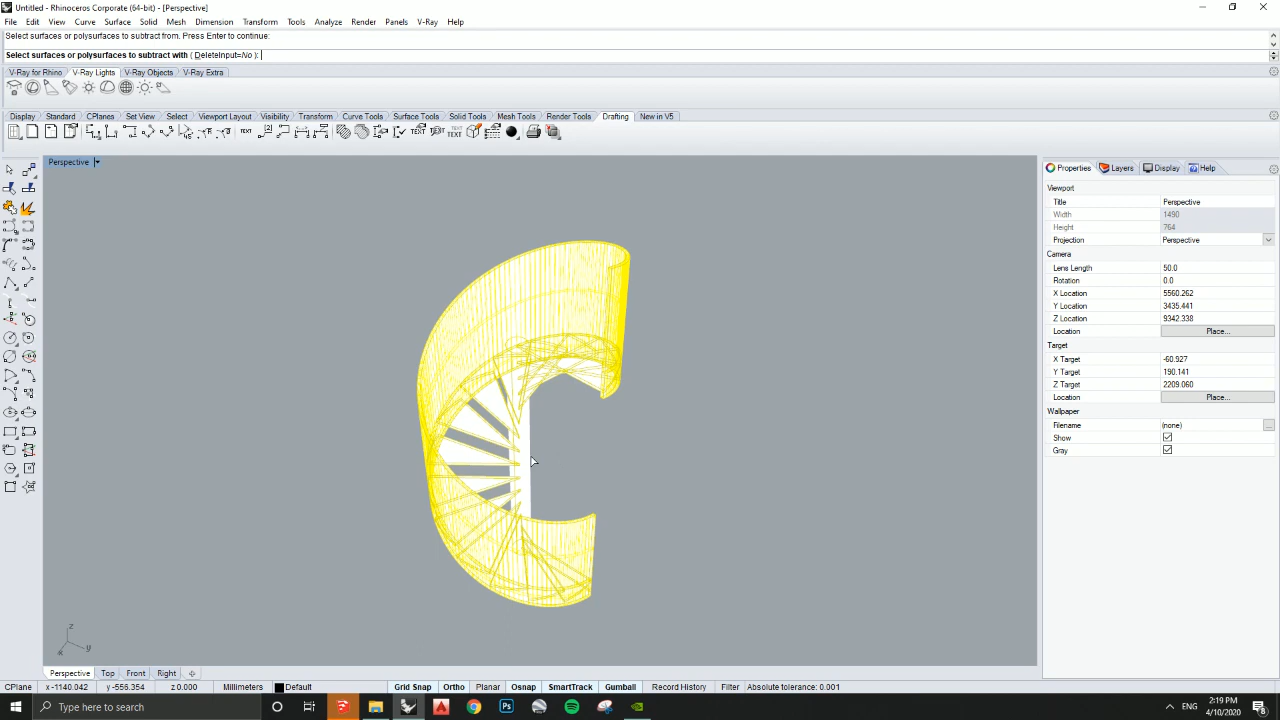 Untitled - Rhinoceros Corporate (64-bit) - [Perspective]
File Edit View Curve Surface Solid Mesh Dimension Transform Tools Analyze Render Panels V-Ray Help
Select surfaces or polysurfaces to subtract from. Press Enter to continue:
Select surfaces or polysurfaces to subtract with ( DeleteInput=No ):
V-Ray for Rhino V-Ray Lights V-Ray Objects V-Ray Extra
Display Standard CPlanes Set View Select Viewport Layout Visibility Transform Curve Tools Surface Tools Solid Tools Mesh Tools Render Tools Drafting New in V5
Perspective
Properties Layers Display Help
Viewport
Title Perspective
Width 1490
Height 764
Projection Perspective
Camera
Lens Length 50.0
Rotation 0.0
X Location 5560.262
Y Location 3435.441
Z Location 9342.338
Location Place...
Target
X Target -60.927
Y Target 190.141
Z Target 2209.060
Location Place...
Wallpaper
Filename (none) ...
Show
Gray
z
y
x
Perspective Top Front Right
CPlane x -1140.042 y -556.354 z 0.000 Millimeters Default Grid Snap Ortho Planar Osnap SmartTrack Gumball Record History Filter Absolute tolerance: 0.001
Type here to search
ENG
2:19 PM
4/10/2020